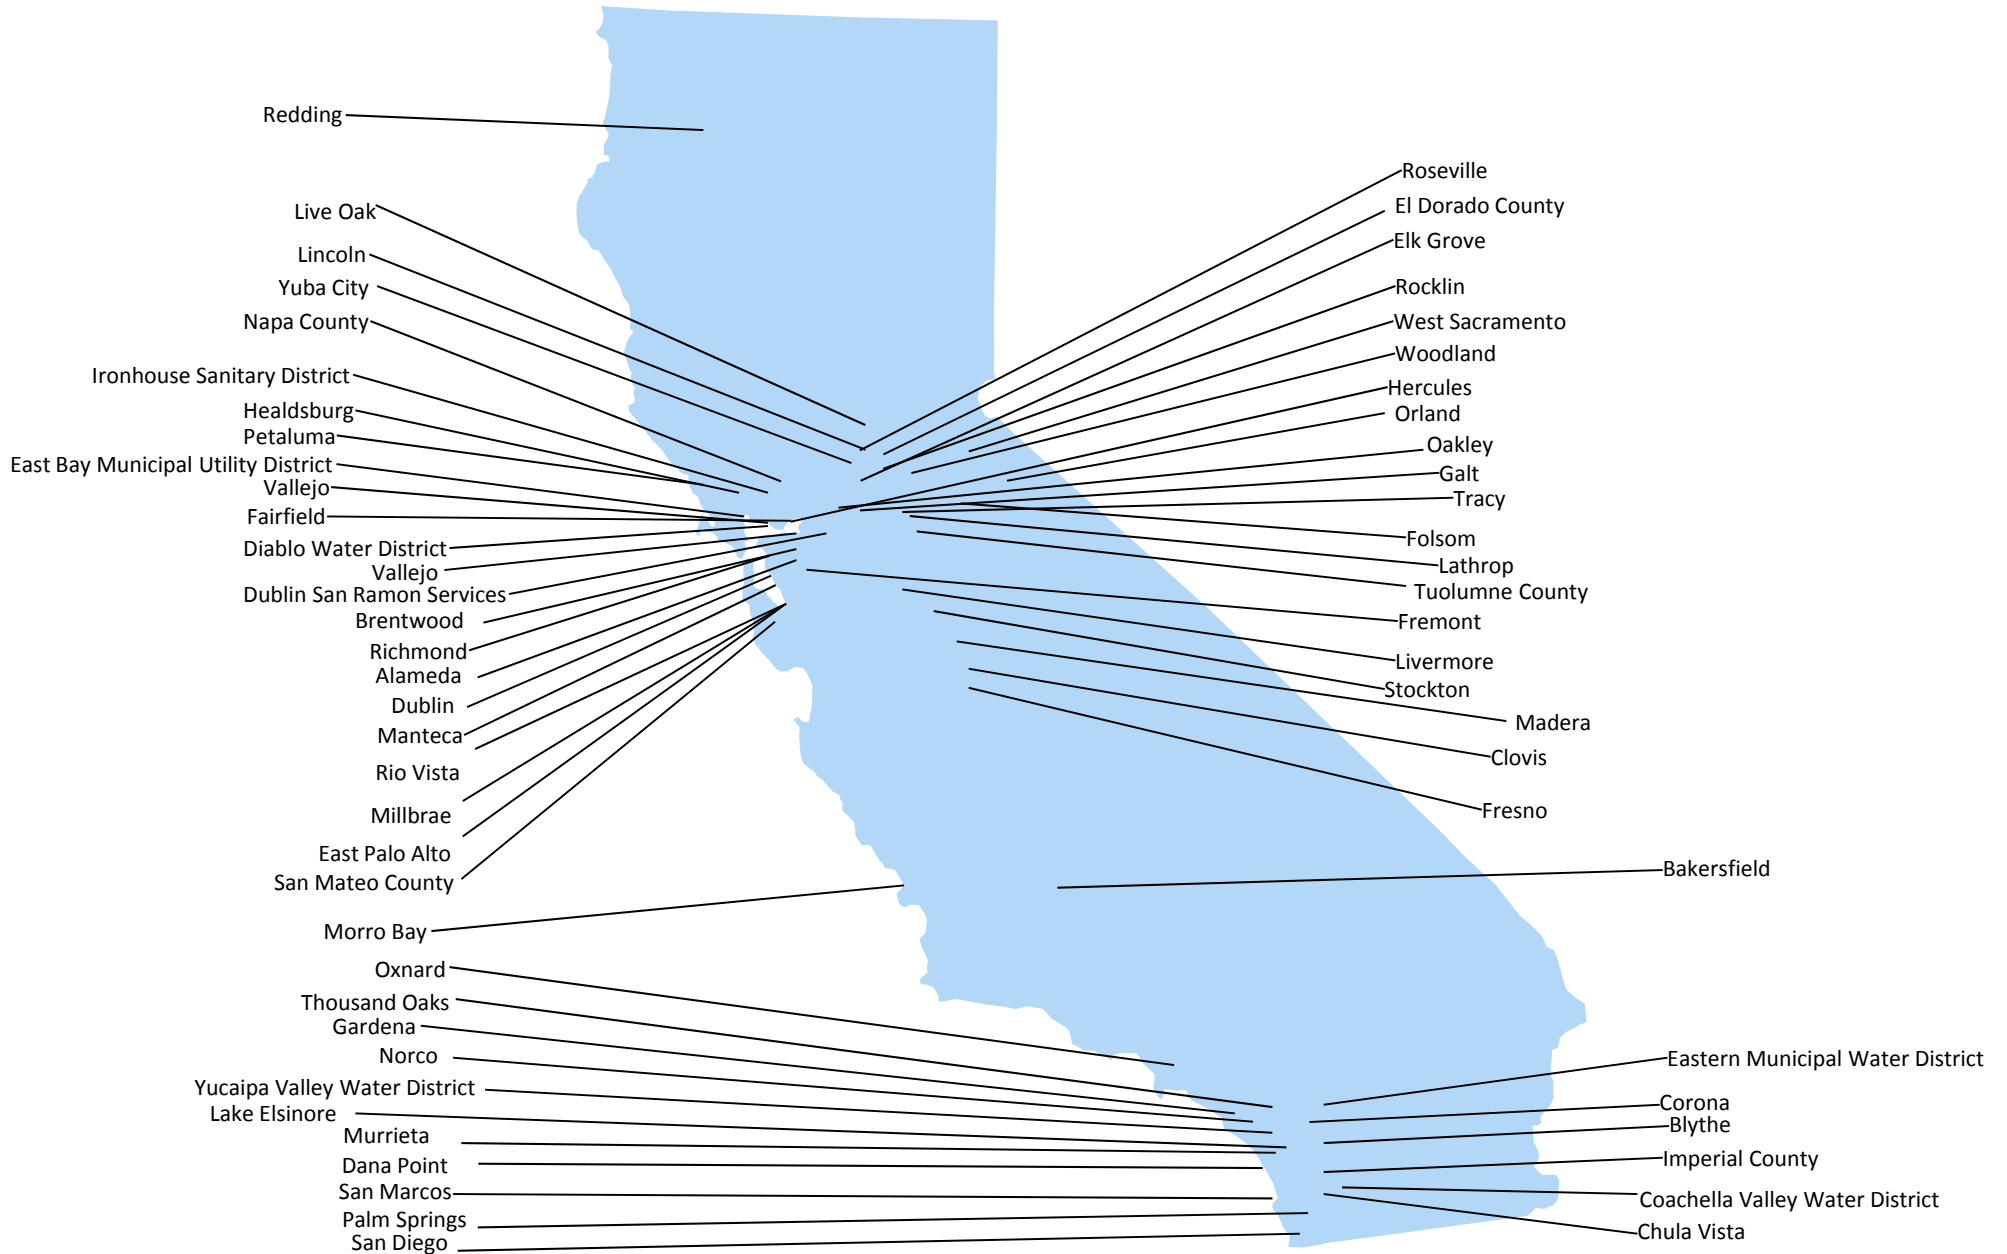 Redding
Live Oak
Lincoln
Yuba City
Napa County
Ironhouse Sanitary District
Healdsburg
Petaluma
East Bay Municipal Utility District
Vallejo
Fairfield
Diablo Water District
Vallejo
Dublin San Ramon Services
Brentwood
Richmond
Alameda
Dublin
Manteca
Rio Vista
Millbrae
East Palo Alto
San Mateo County
Morro Bay
Oxnard
Thousand Oaks
Gardena
Norco
Yucaipa Valley Water District
Lake Elsinore
Murrieta
Dana Point
San Marcos
Palm Springs
San Diego
Roseville
El Dorado County
Elk Grove
Rocklin
West Sacramento
Woodland
Hercules
Orland
Oakley
Galt
Tracy
Folsom
Lathrop
Tuolumne County
Fremont
Livermore
Stockton
Madera
Clovis
Fresno
Bakersfield
Eastern Municipal Water District
Corona
Blythe
Imperial County
Coachella Valley Water District
Chula Vista